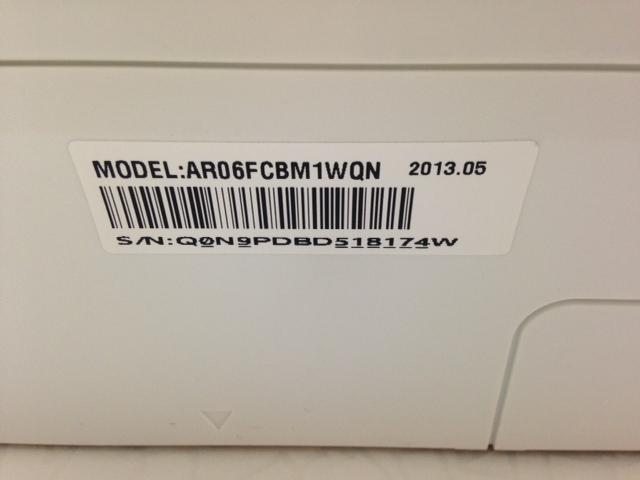 MODEL:AR06FCBM1WQN 2013.05
S/N:Q0N9PDBD518174W